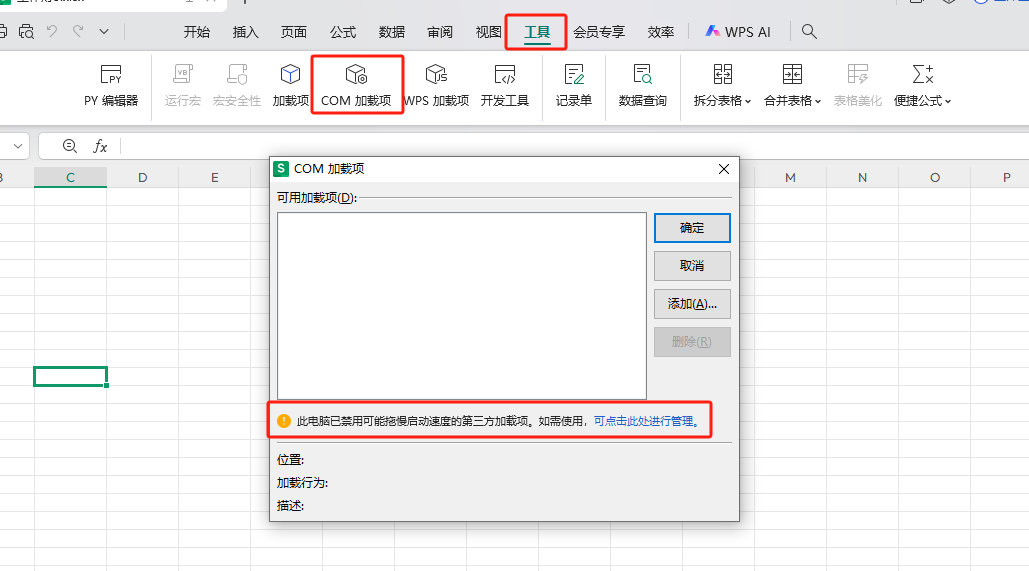 开始 插入 页面 公式 数据 审阅 视图 工具 会员专享 效率 WPS AI
PY 编辑器 运行宏 宏安全性 加载项 COM 加载项 WPS 加载项 开发工具 记录单 数据查询 拆分表格 合并表格 表格美化 便捷公式
fx
C D E M N O P
S COM 加载项
可用加载项(D):
确定
取消
添加(A)...
删除(R)
此电脑已禁用可能拖慢启动速度的第三方加载项。如需使用，可点击此处进行管理。
位置:
加载行为:
描述: